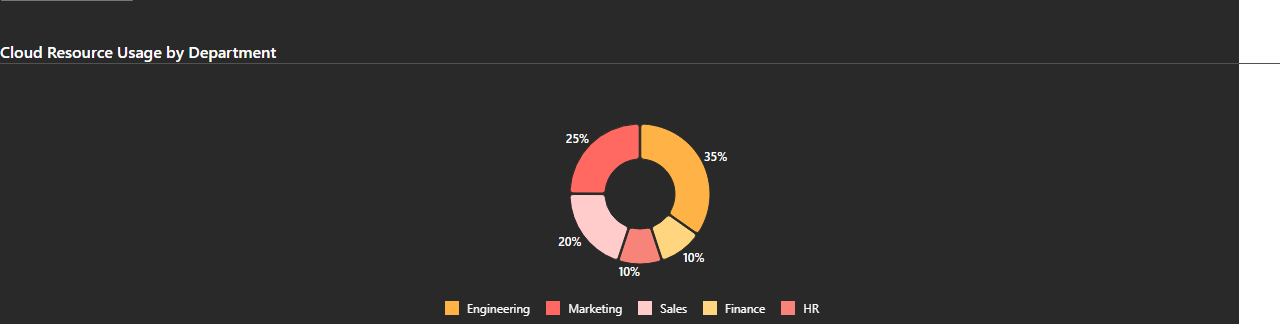 Cloud Resource Usage by Department
25%
35%
20%
10%
10%
Engineering Marketing Sales Finance HR